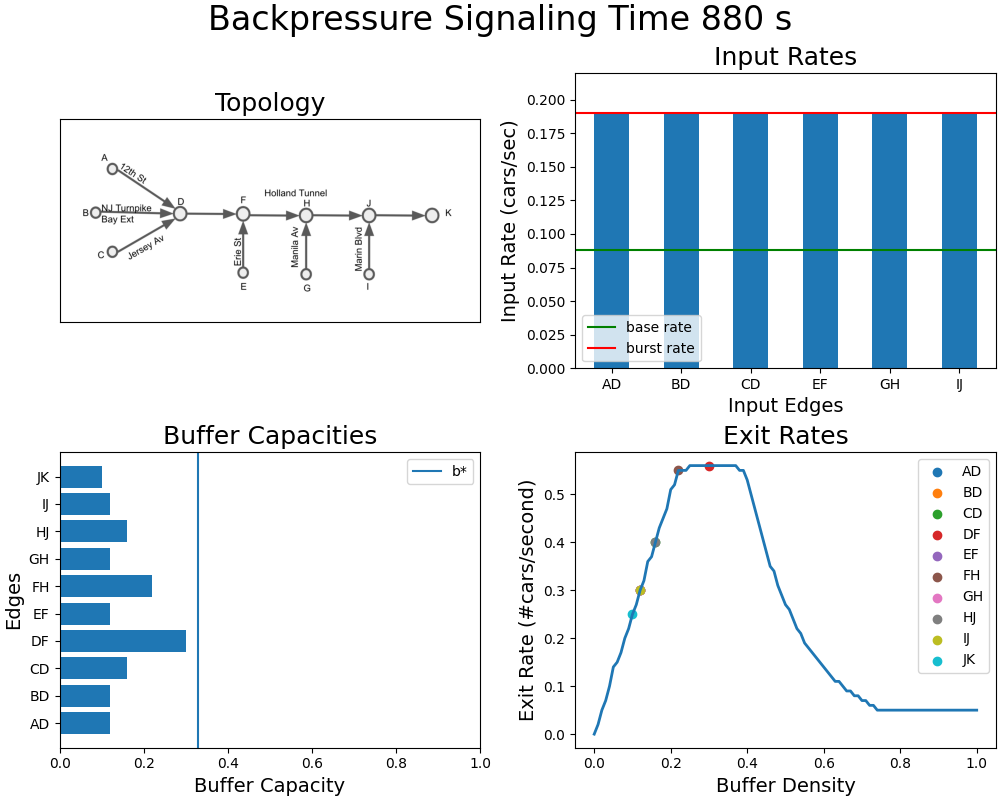 Backpressure Signaling Time 880 s
Topology
A
12th St
B
NJ Turnpike
Bay Ext
C
Jersey Av
D
F
Holland Tunnel
H
J
K
Erie St
Manila Av
Marin Blvd
E
G
I
Input Rates
Input Rate (cars/sec)
0.200
0.175
0.150
0.125
0.100
0.075
0.050
0.025
0.000
base rate
burst rate
AD BD CD EF GH IJ
Input Edges
Buffer Capacities
Edges
JK
IJ
HJ
GH
FH
EF
DF
CD
BD
AD
b*
0.0 0.2 0.4 0.6 0.8 1.0
Buffer Capacity
Exit Rates
Exit Rate (#cars/second)
0.5
0.4
0.3
0.2
0.1
0.0
AD
BD
CD
DF
EF
FH
GH
HJ
IJ
JK
0.0 0.2 0.4 0.6 0.8 1.0
Buffer Density